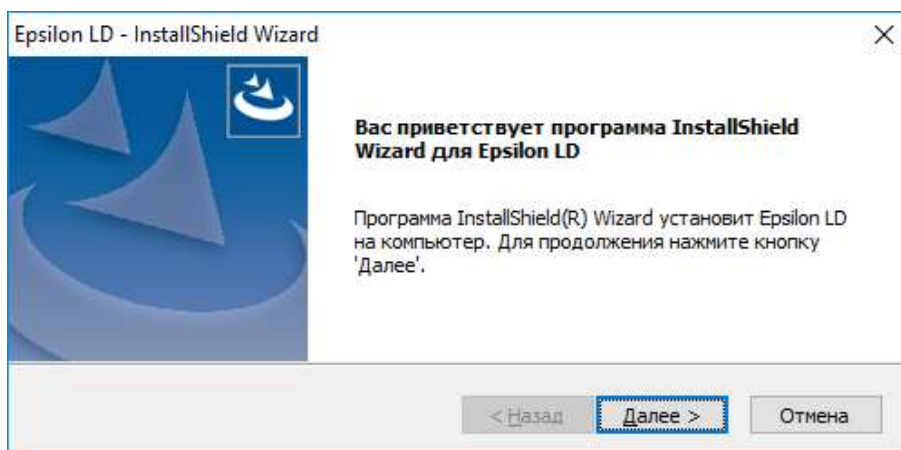 Epsilon LD - InstallShield Wizard
Вас приветствует программа InstallShield
Wizard для Epsilon LD
Программа InstallShield(R) Wizard установит Epsilon LD
на компьютер. Для продолжения нажмите кнопку
'Далее'.
< Назад
Далее >
Отмена